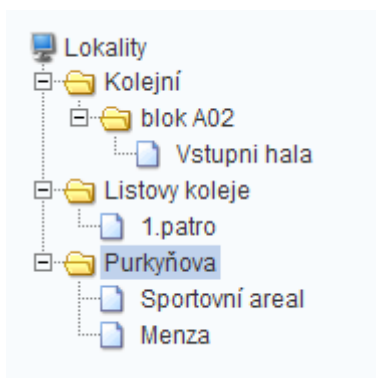 Lokality
Kolejní
blok A02
Vstupni hala
Listovy koleje
1.patro
Purkyňova
Sportovní areal
Menza